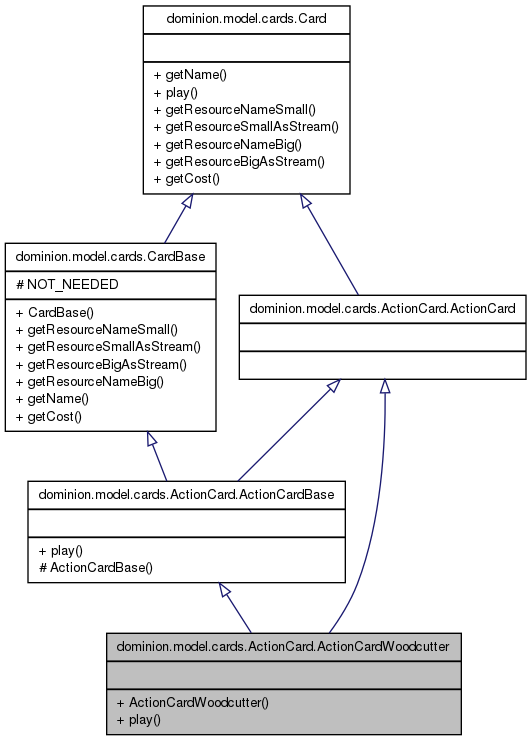 dominion.model.cards.Card
+ getName()
+ play()
+ getResourceNameSmall()
+ getResourceSmallAsStream()
+ getResourceNameBig()
+ getResourceBigAsStream()
+ getCost()
dominion.model.cards.CardBase
# NOT_NEEDED
+ CardBase()
+ getResourceNameSmall()
+ getResourceSmallAsStream()
+ getResourceBigAsStream()
+ getResourceNameBig()
+ getName()
+ getCost()
dominion.model.cards.ActionCard.ActionCard
dominion.model.cards.ActionCard.ActionCardBase
+ play()
# ActionCardBase()
dominion.model.cards.ActionCard.ActionCardWoodcutter
+ ActionCardWoodcutter()
+ play()